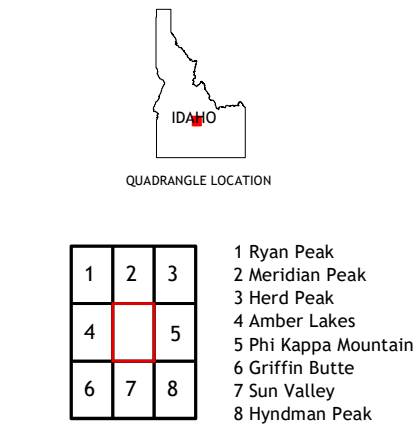 IDAHO
QUADRANGLE LOCATION
1 2 3
4 5
6 7 8
1 Ryan Peak
2 Meridian Peak
3 Herd Peak
4 Amber Lakes
5 Phi Kappa Mountain
6 Griffin Butte
7 Sun Valley
8 Hyndman Peak